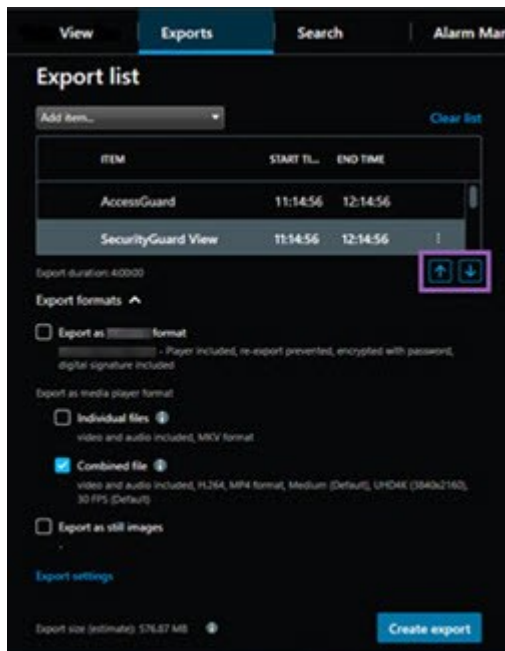 View Exports Search Alarm Mar
Export list
Add item... Clear list
ITEM START TI... END TIME
AccessGuard 11:14:56 12:14:56
SecurityGuard View 11:14:56 12:14:56
Export duration: 4:00:00
Export formats
Export as format
- Player included, re-export prevented, encrypted with password,
digital signature included
Export as media player format
Individual files
video and audio included, MKV format
Combined file
video and audio included, H.264, MP4 format, Medium (Default), UHD4K (3840x2160),
30 FPS (Default)
Export as still images
-
Export settings
Export size (estimate): 576.87 MB Create export